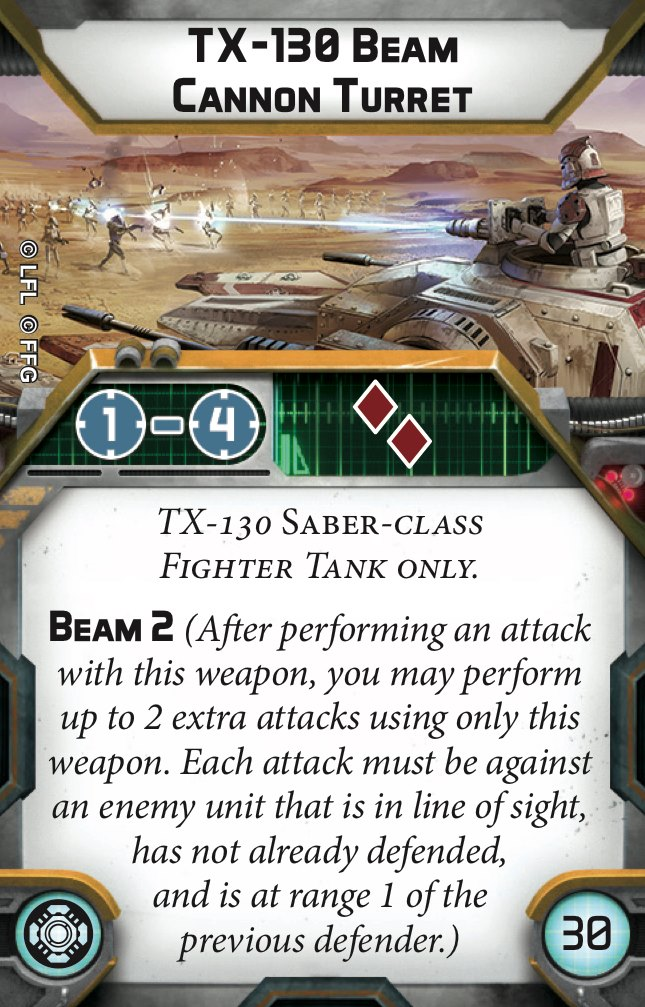 TX-130 Beam
Cannon Turret
© LFL © FFG
1 - 4
TX-130 Saber-class
Fighter Tank only.
Beam 2 (After performing an attack
with this weapon, you may perform
up to 2 extra attacks using only this
weapon. Each attack must be against
an enemy unit that is in line of sight,
has not already defended,
and is at range 1 of the
previous defender.)
30